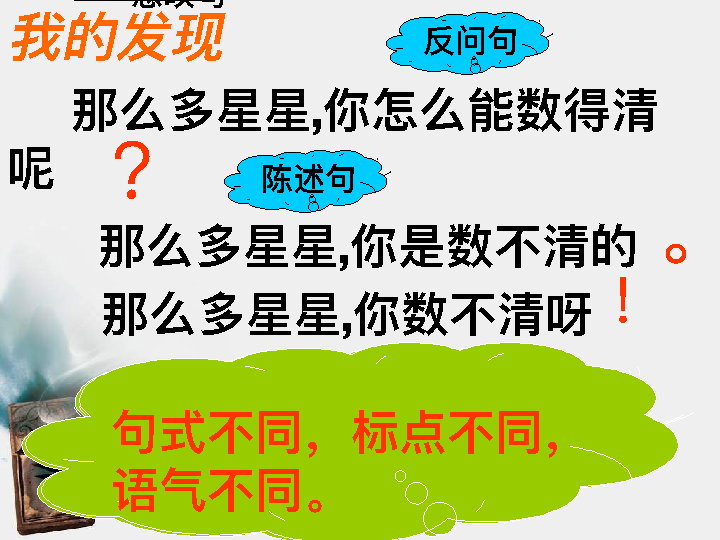 我的发现
反问句
那么多星星,你怎么能数得清
呢？
陈述句
那么多星星,你是数不清的。
那么多星星,你数不清呀！
句式不同，标点不同，
语气不同。